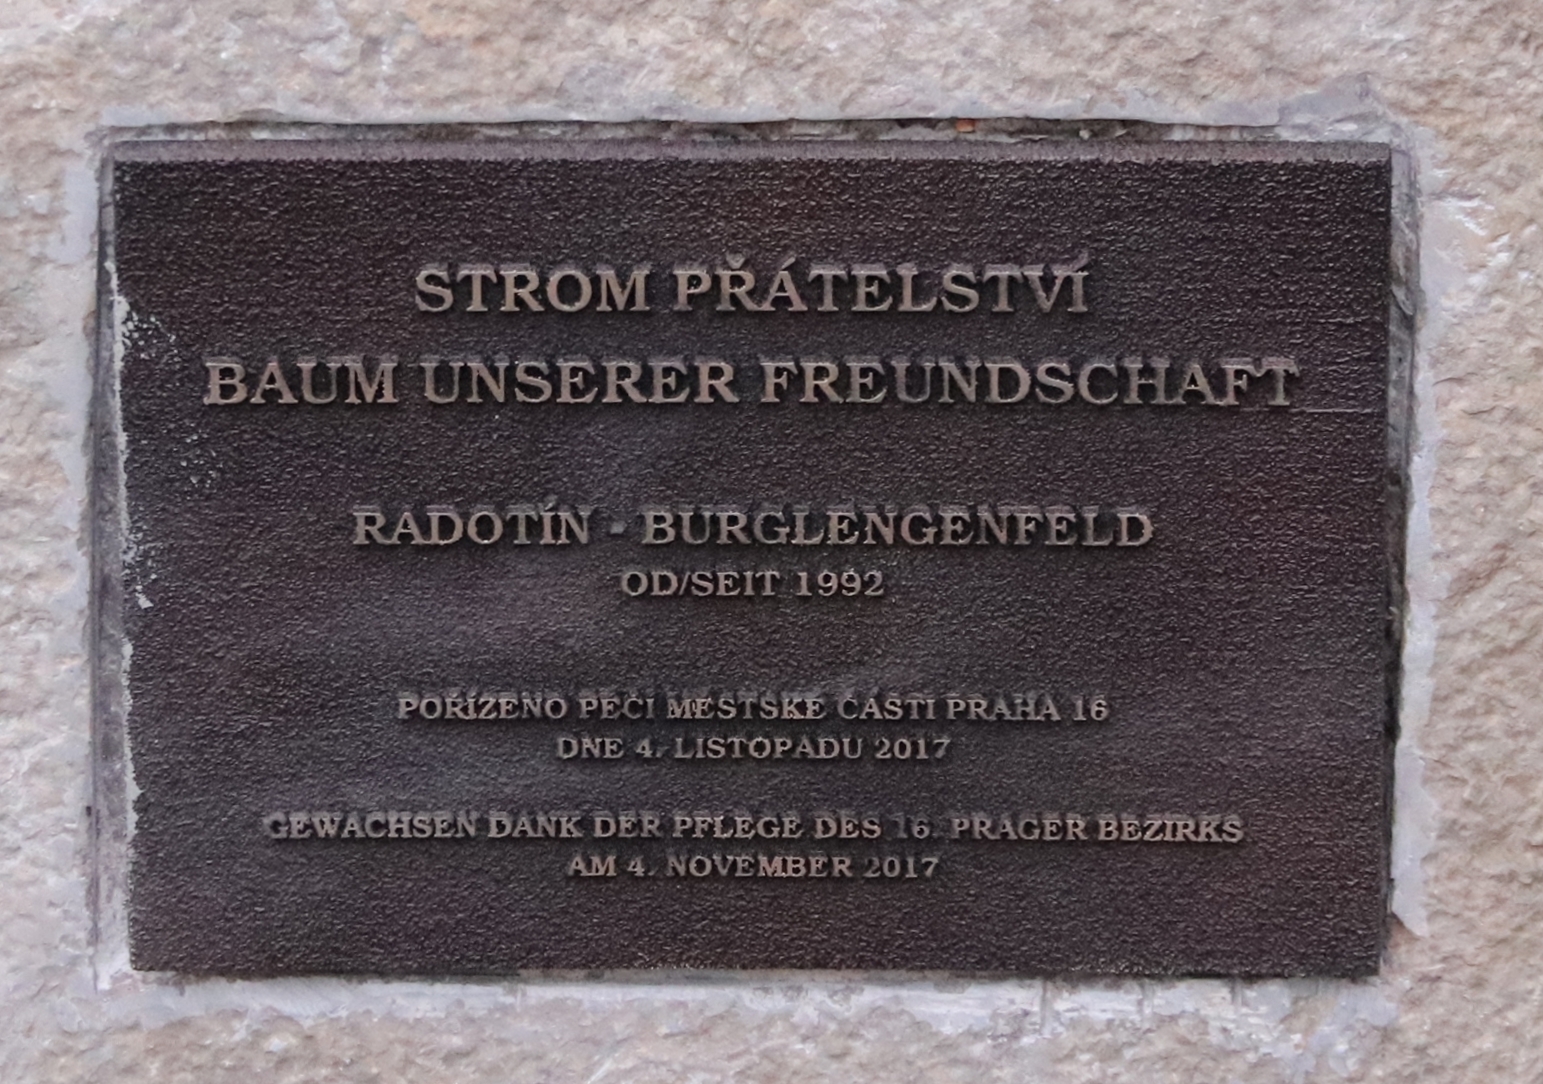 STROM PŘÁTELSTVÍ
BAUM UNSERER FREUNDSCHAFT
RADOTÍN - BURGLENGENFELD
OD/SEIT 1992
POŘÍZENO PÉČÍ MĚSTSKÉ ČÁSTI PRAHA 16
DNE 4. LISTOPADU 2017
GEWACHSEN DANK DER PFLEGE DES 16. PRAGER BEZIRKS
AM 4. NOVEMBER 2017